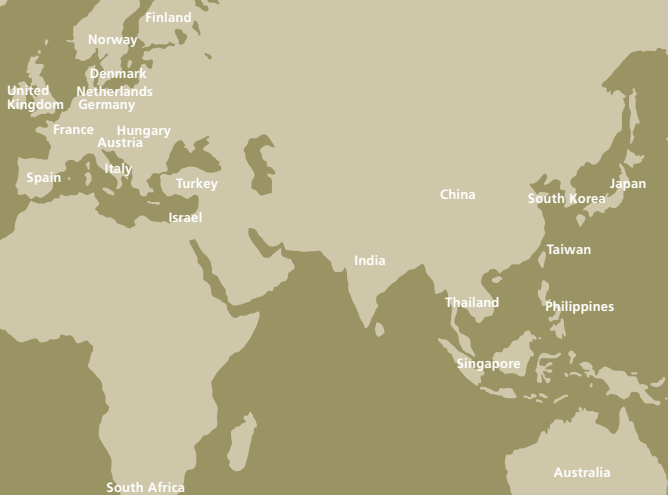 Finland
Norway
Denmark
United
Kingdom
Netherlands
Germany
France
Hungary
Austria
Italy
Spain
Turkey
Israel
China
Japan
South Korea
India
Taiwan
Thailand
Philippines
Singapore
Australia
South Africa